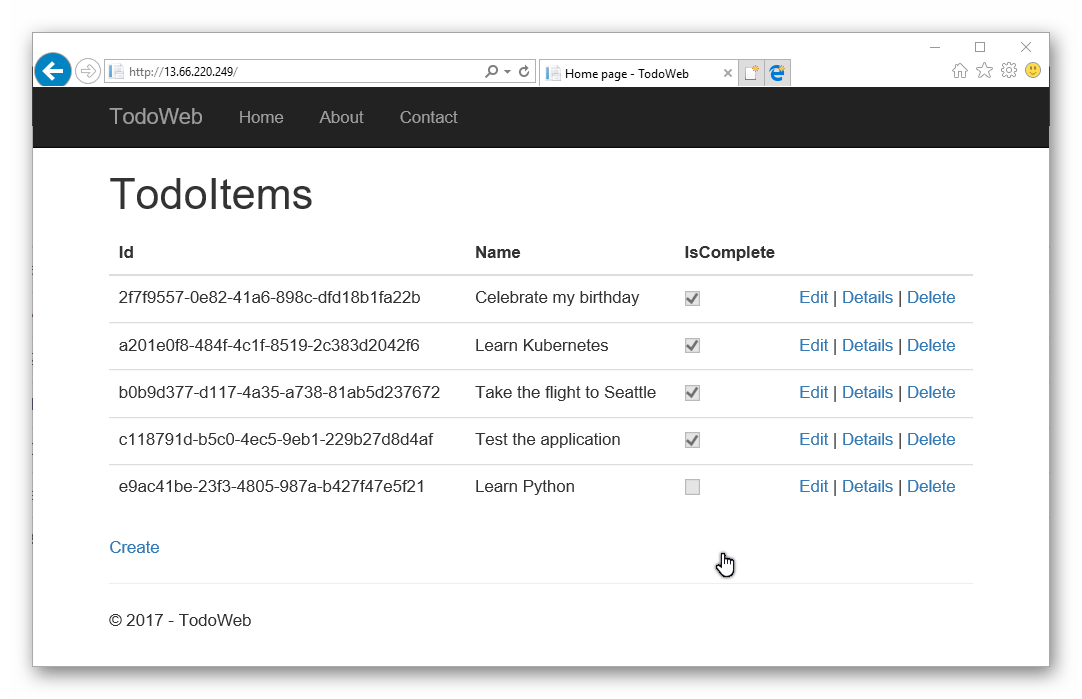 http://13.66.220.249/
Home page - TodoWeb
TodoWeb Home About Contact
TodoItems
Id Name IsComplete
2f7f9557-0e82-41a6-898c-dfd18b1fa22b Celebrate my birthday Edit | Details | Delete
a201e0f8-484f-4c1f-8519-2c383d2042f6 Learn Kubernetes Edit | Details | Delete
b0b9d377-d117-4a35-a738-81ab5d237672 Take the flight to Seattle Edit | Details | Delete
c118791d-b5c0-4ec5-9eb1-229b27d8d4af Test the application Edit | Details | Delete
e9ac41be-23f3-4805-987a-b427f47e5f21 Learn Python Edit | Details | Delete
Create
© 2017 - TodoWeb